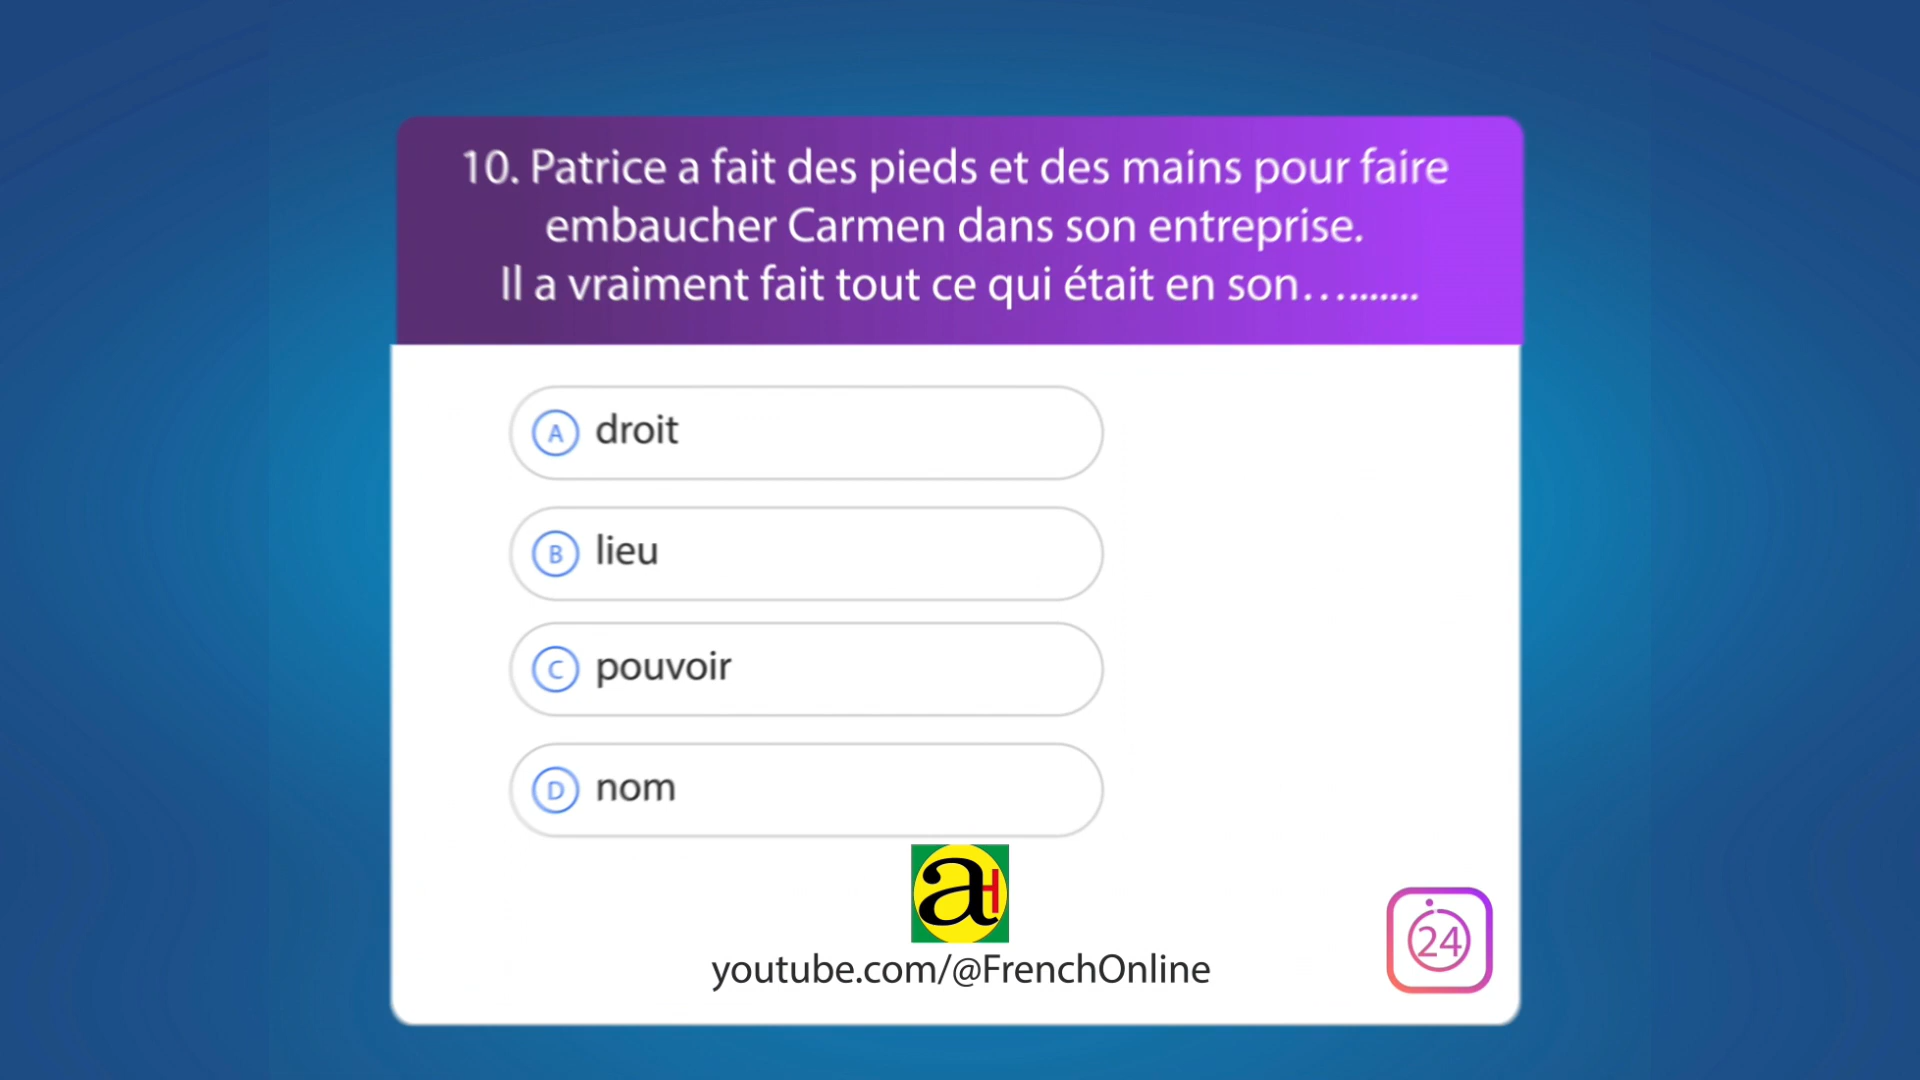 10. Patrice a fait des pieds et des mains pour faire
embaucher Carmen dans son entreprise.
Il a vraiment fait tout ce qui était en son….......
A droit
B lieu
C pouvoir
D nom
a
youtube.com/@FrenchOnline
24